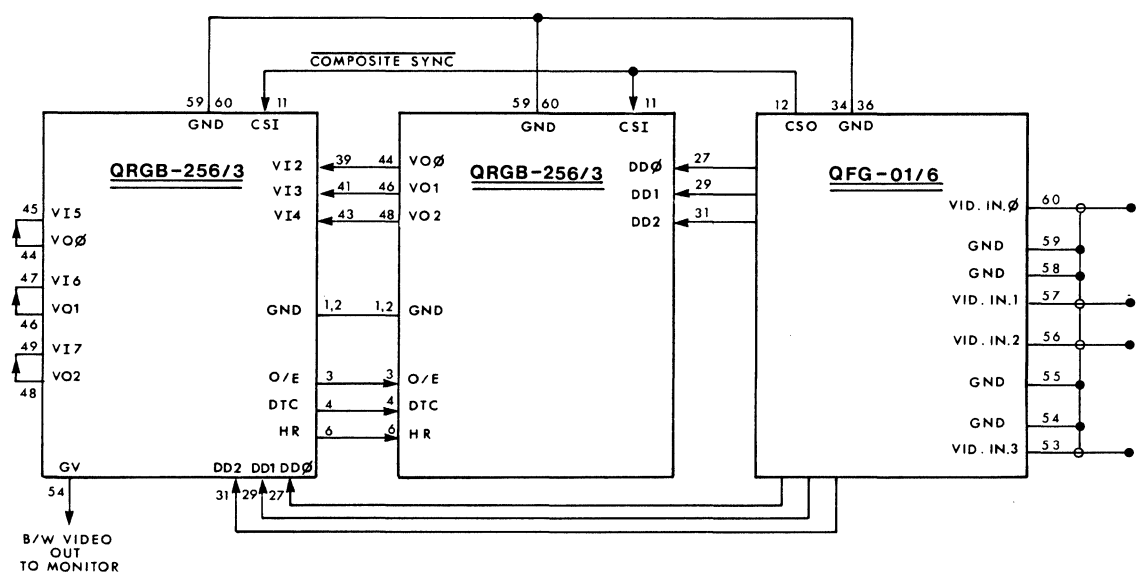 COMPOSITE SYNC
59 60
11
GND
CSI
QRGB-256/3
VI2
39
VI3
41
VI4
43
45
VI5
VOØ
44
47
VI6
VO1
46
49
VI7
VO2
48
GND
1,2
O/E
3
DTC
4
HR
6
GV
DD2
DD1
DDØ
54
31
29
27
B/W VIDEO
OUT
TO MONITOR
59 60
11
GND
CSI
QRGB-256/3
44
VOØ
46
VO1
48
VO2
DDØ
27
DD1
29
DD2
31
1,2
GND
3
O/E
4
DTC
6
HR
12
34 36
CSO
GND
QFG-01/6
VID. IN.Ø
60
GND
59
GND
58
VID. IN.1
57
VID. IN.2
56
GND
55
GND
54
VID. IN.3
53